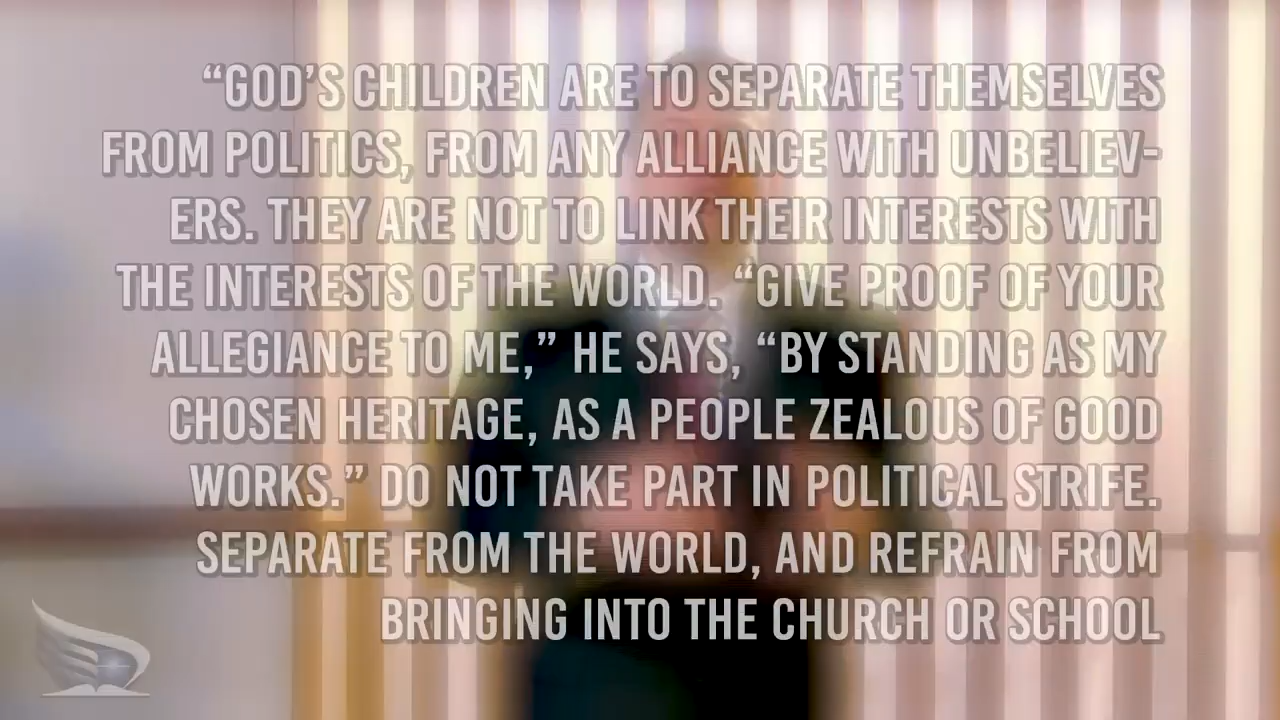 “GOD’S CHILDREN ARE TO SEPARATE THEMSELVES
FROM POLITICS, FROM ANY ALLIANCE WITH UNBELIEV-
ERS. THEY ARE NOT TO LINK THEIR INTERESTS WITH
THE INTERESTS OF THE WORLD. “GIVE PROOF OF YOUR
ALLEGIANCE TO ME,” HE SAYS, “BY STANDING AS MY
CHOSEN HERITAGE, AS A PEOPLE ZEALOUS OF GOOD
WORKS.” DO NOT TAKE PART IN POLITICAL STRIFE.
SEPARATE FROM THE WORLD, AND REFRAIN FROM
BRINGING INTO THE CHURCH OR SCHOOL